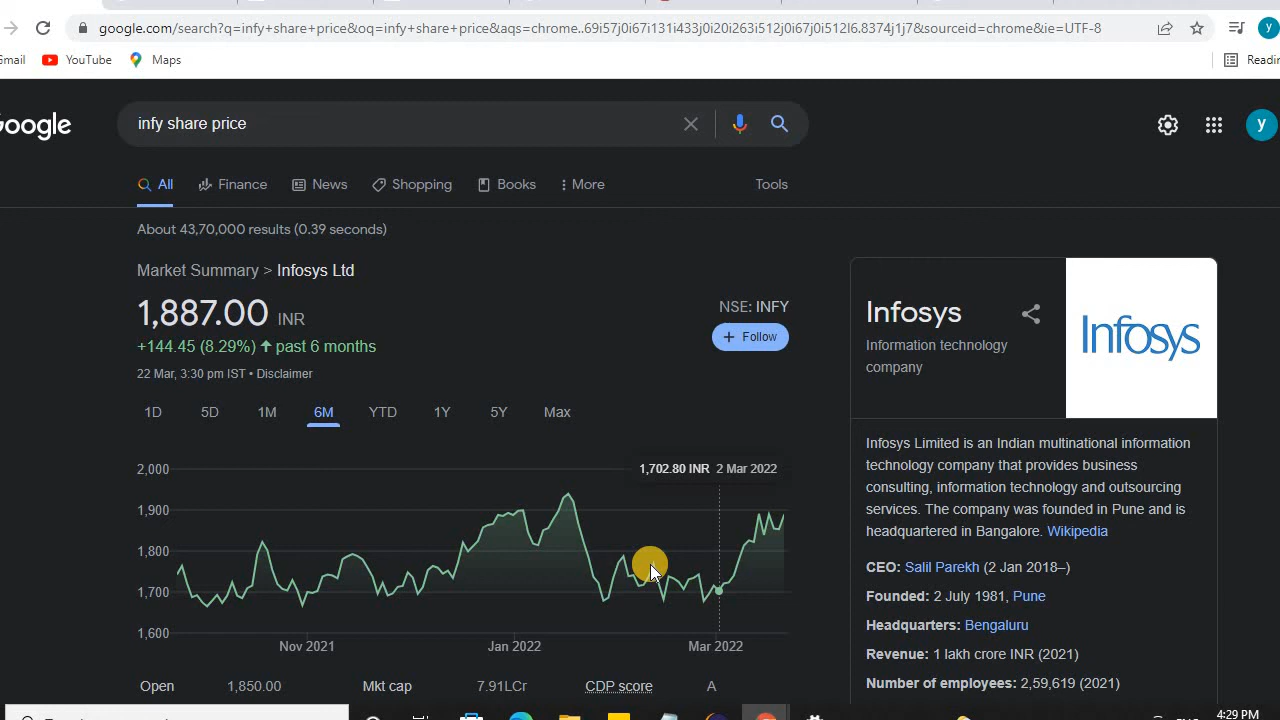 google.com/search?q=infy+share+price&oq=infy+share+price&aqs=chrome..69i57j0i67i131i433j0i20i263i512j0i67j0i512l6.8374j1j7&sourceid=chrome&ie=UTF-8
y
Gmail YouTube Maps Readin
Google infy share price y
All Finance News Shopping Books More Tools
About 43,70,000 results (0.39 seconds)
Market Summary > Infosys Ltd
1,887.00 INR NSE: INFY
+144.45 (8.29%) past 6 months + Follow
22 Mar, 3:30 pm IST • Disclaimer
1D 5D 1M 6M YTD 1Y 5Y Max
1,702.80 INR 2 Mar 2022
2,000
1,900
1,800
1,700
1,600
Nov 2021 Jan 2022 Mar 2022
Open 1,850.00 Mkt cap 7.91LCr CDP score A
Infosys
Information technology
company
Infosys
Infosys Limited is an Indian multinational information
technology company that provides business
consulting, information technology and outsourcing
services. The company was founded in Pune and is
headquartered in Bangalore. Wikipedia
CEO: Salil Parekh (2 Jan 2018–)
Founded: 2 July 1981, Pune
Headquarters: Bengaluru
Revenue: 1 lakh crore INR (2021)
Number of employees: 2,59,619 (2021)
4:29 PM